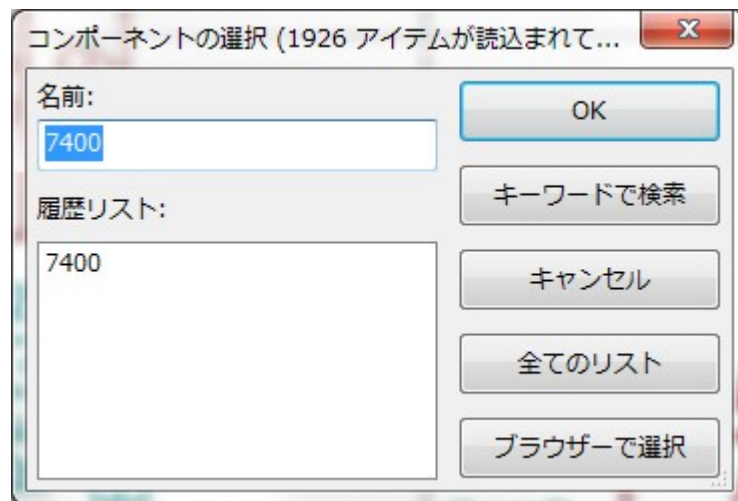 コンポーネントの選択 (1926 アイテムが読込まれて...
名前:
7400
履歴リスト:
7400
OK
キーワードで検索
キャンセル
全てのリスト
ブラウザーで選択